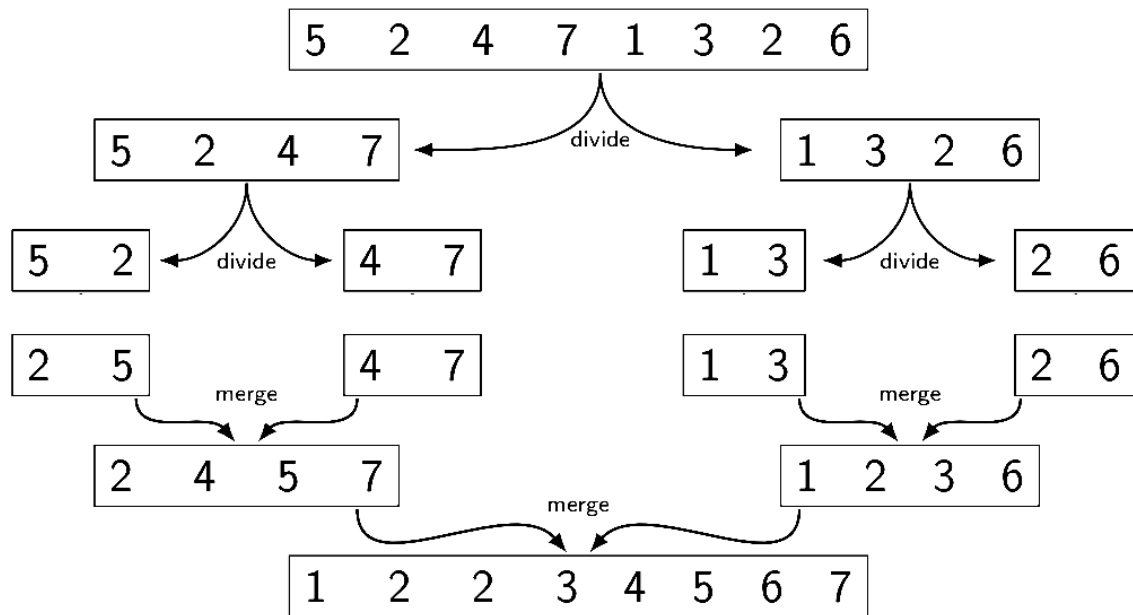 5 2 4 7 1 3 2 6
divide
5 2 4 7
1 3 2 6
divide
divide
5 2
4 7
1 3
2 6
2 5
4 7
1 3
2 6
merge
merge
2 4 5 7
1 2 3 6
merge
1 2 2 3 4 5 6 7